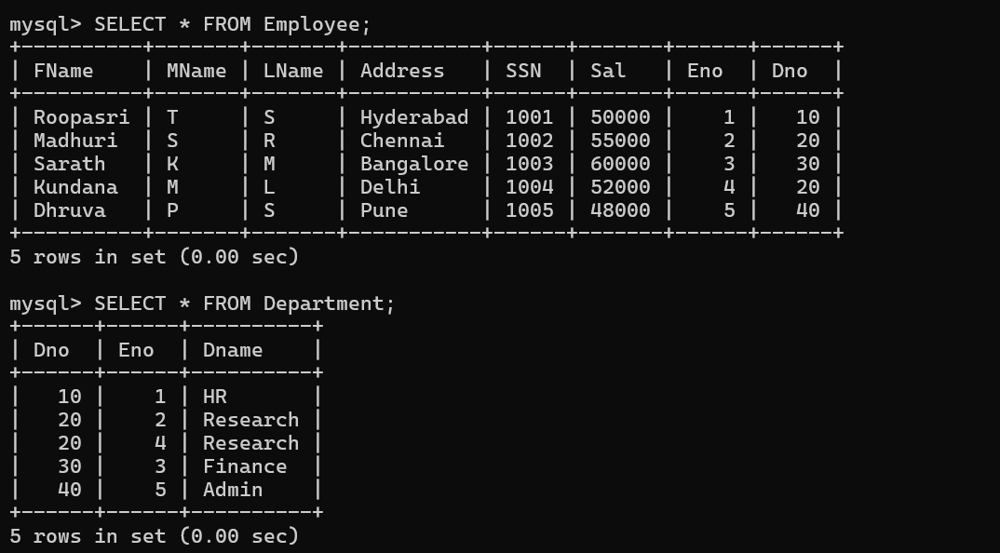 mysql> SELECT * FROM Employee;
+----------+-------+-------+-----------+------+-------+------+------+
| FName    | MName | LName | Address   | SSN  | Sal   | Eno  | Dno  |
+----------+-------+-------+-----------+------+-------+------+------+
| Roopasri | T     | S     | Hyderabad | 1001 | 50000 |    1 |   10 |
| Madhuri  | S     | R     | Chennai   | 1002 | 55000 |    2 |   20 |
| Sarath   | K     | M     | Bangalore | 1003 | 60000 |    3 |   30 |
| Kundana  | M     | L     | Delhi     | 1004 | 52000 |    4 |   20 |
| Dhruva   | P     | S     | Pune      | 1005 | 48000 |    5 |   40 |
+----------+-------+-------+-----------+------+-------+------+------+
5 rows in set (0.00 sec)

mysql> SELECT * FROM Department;
+------+------+----------+
| Dno  | Eno  | Dname    |
+------+------+----------+
|   10 |    1 | HR       |
|   20 |    2 | Research |
|   20 |    4 | Research |
|   30 |    3 | Finance  |
|   40 |    5 | Admin    |
+------+------+----------+
5 rows in set (0.00 sec)